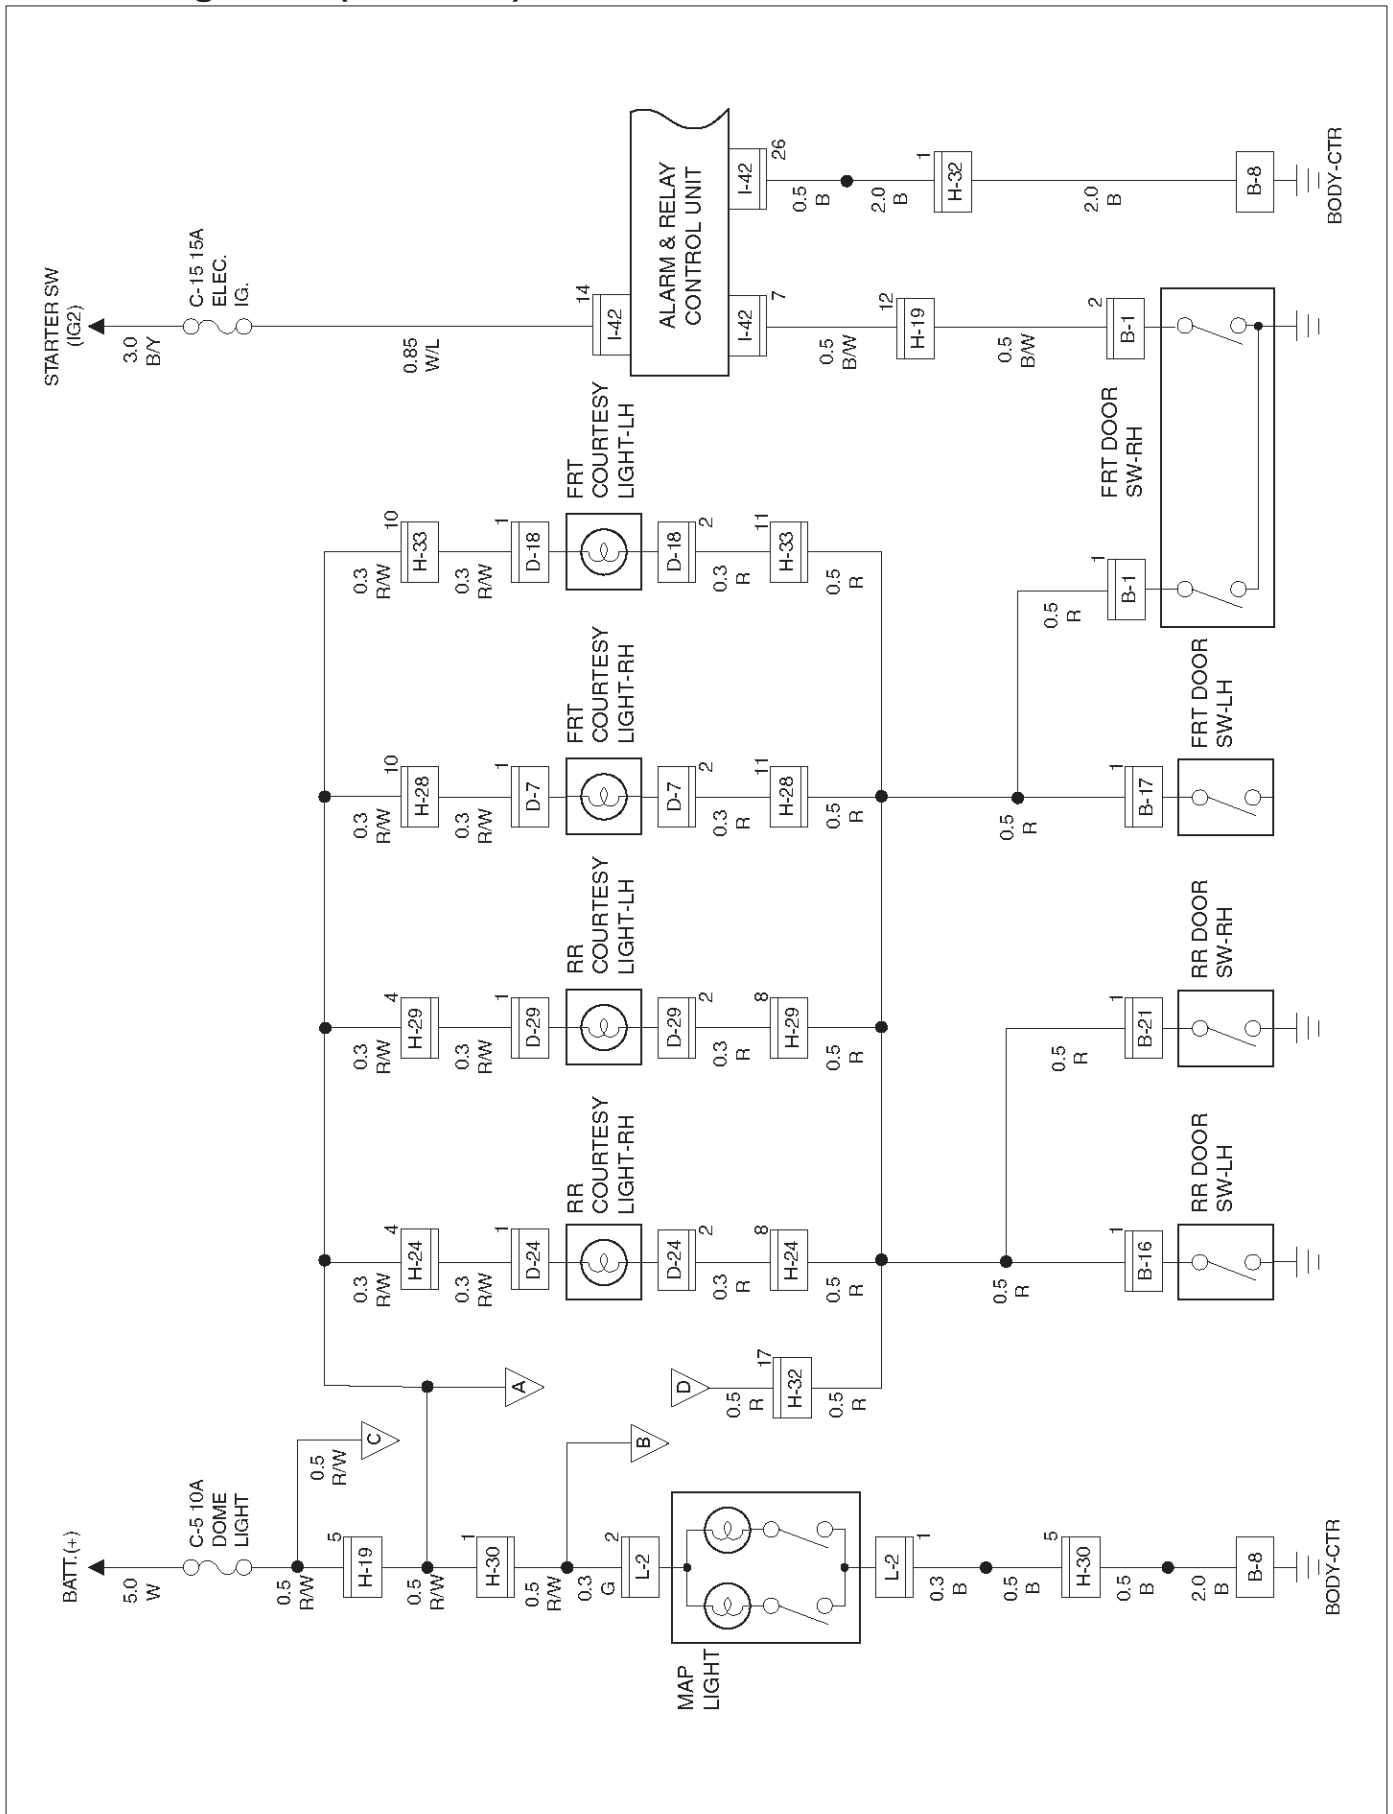 BATT.(+)
5.0
W
C-5 10A
DOME
LIGHT
0.5
R/W
0.5
R/W
C
5
H-19
0.5
R/W
A
1
H-30
0.5
R/W
B
0.3
G
2
L-2
MAP
LIGHT
1
L-2
0.3
B
0.5
B
5
H-30
0.5
B
2.0
B
B-8
BODY-CTR
D
0.5
R
17
H-32
0.5
R
0.3
R/W
4
H-24
0.3
R/W
1
D-24
RR
COURTESY
LIGHT-RH
2
D-24
0.3
R
8
H-24
0.5
R
0.5
R
1
B-16
RR DOOR
SW-LH
0.3
R/W
4
H-29
0.3
R/W
1
D-29
RR
COURTESY
LIGHT-LH
2
D-29
0.3
R
8
H-29
0.5
R
0.5
R
1
B-21
RR DOOR
SW-RH
0.3
R/W
10
H-28
0.3
R/W
1
D-7
FRT
COURTESY
LIGHT-RH
2
D-7
0.3
R
11
H-28
0.5
R
0.5
R
1
B-17
FRT DOOR
SW-LH
0.3
R/W
10
H-33
0.3
R/W
1
D-18
FRT
COURTESY
LIGHT-LH
2
D-18
0.3
R
11
H-33
0.5
R
0.5
R
1
B-1
FRT DOOR
SW-RH
STARTER SW
(IG2)
3.0
B/Y
C-15 15A
ELEC.
IG.
0.85
W/L
14
I-42
ALARM & RELAY
CONTROL UNIT
7
I-42
0.5
B/W
12
H-19
0.5
B/W
2
B-1
26
I-42
0.5
B
2.0
B
1
H-32
2.0
B
B-8
BODY-CTR